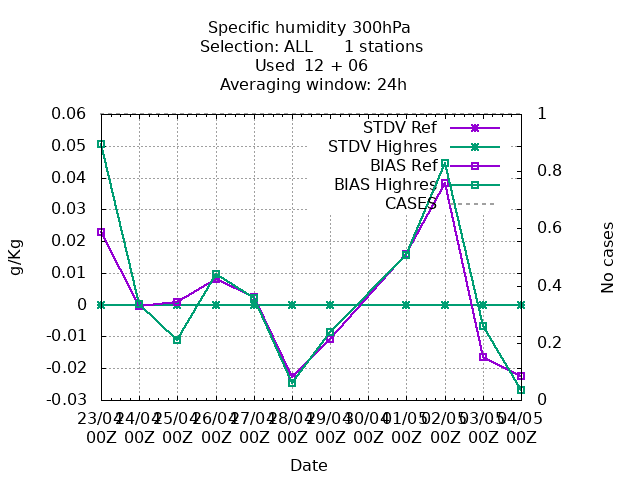 Specific humidity 300hPa
Selection: ALL 1 stations
Used 12 + 06
Averaging window: 24h
0.06
0.05
0.04
0.03
0.02
0.01
0
-0.01
-0.02
-0.03
g/Kg
1
0.8
0.6
0.4
0.2
0
No cases
STDV Ref
STDV Highres
BIAS Ref
BIAS Highres
CASES
23/04 24/04 25/04 26/04 27/04 28/04 29/04 30/04 01/05 02/05 03/05 04/05
00Z 00Z 00Z 00Z 00Z 00Z 00Z 00Z 00Z 00Z 00Z 00Z
Date